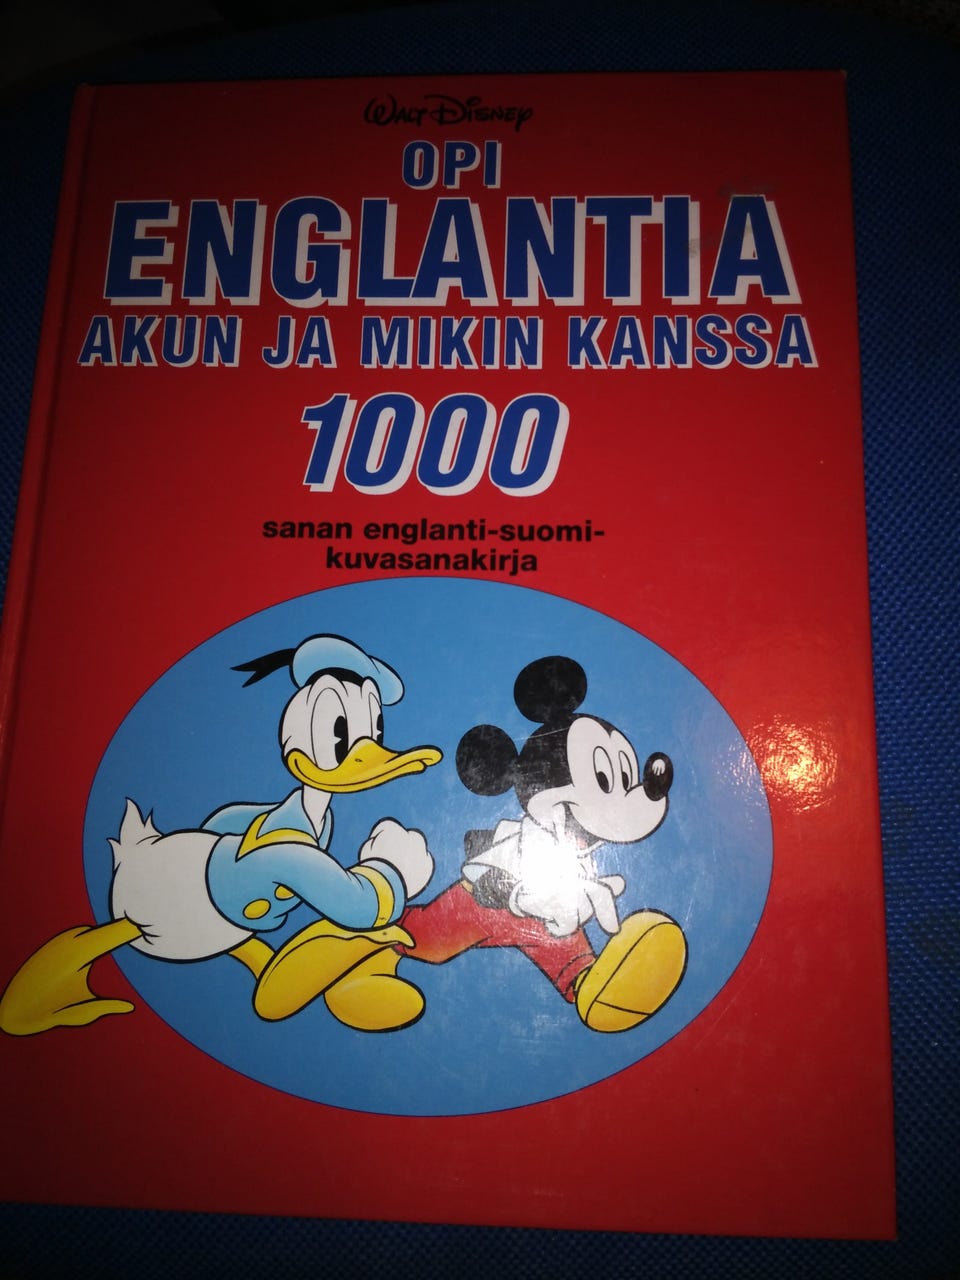 Walt Disney
OPI
ENGLANTIA
AKUN JA MIKIN KANSSA
1000
sanan englanti-suomi-
kuvasanakirja